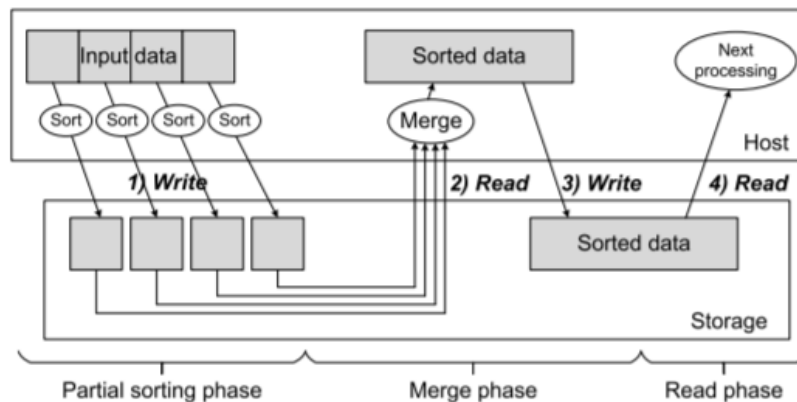 Input data
Sorted data
Next
processing
Sort
Sort
Sort
Sort
Merge
Host
1) Write
2) Read
3) Write
4) Read
Sorted data
Storage
Partial sorting phase
Merge phase
Read phase